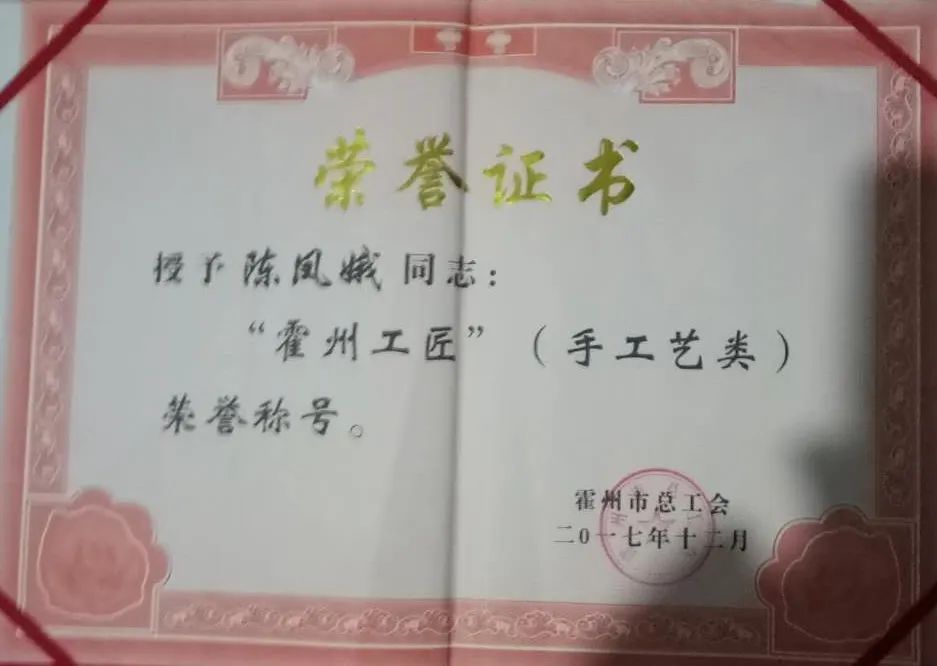 荣誉证书
授予陈凤娥同志：
“霍州工匠”（手工艺类）
荣誉称号。
霍州市总工会
二0一七年十二月